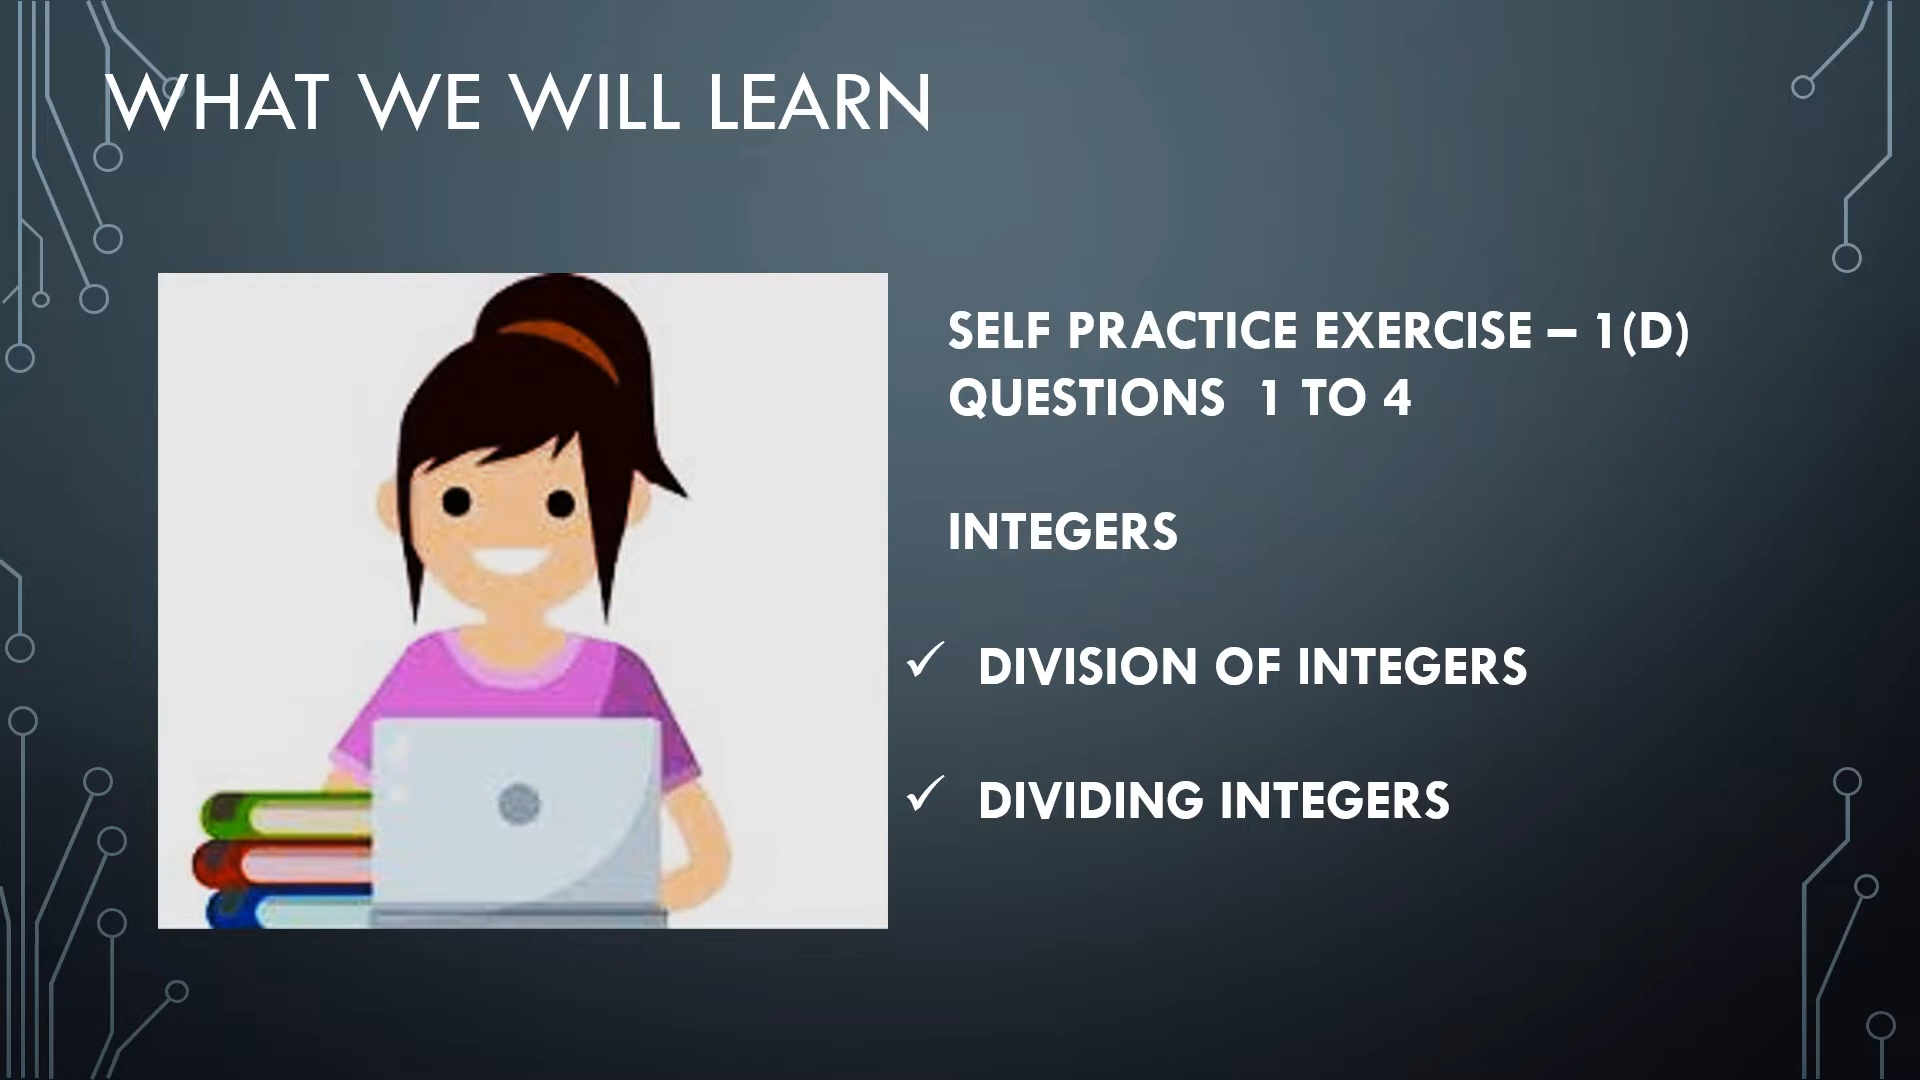 WHAT WE WILL LEARN
SELF PRACTICE EXERCISE – 1(D)
QUESTIONS 1 TO 4
INTEGERS
✓ DIVISION OF INTEGERS
✓ DIVIDING INTEGERS